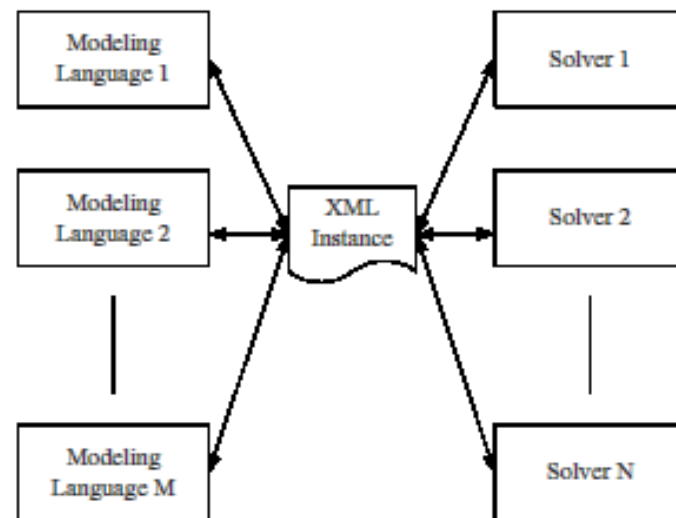 Modeling
Language 1
Solver 1
Modeling
Language 2
XML
Instance
Solver 2
Modeling
Language M
Solver N